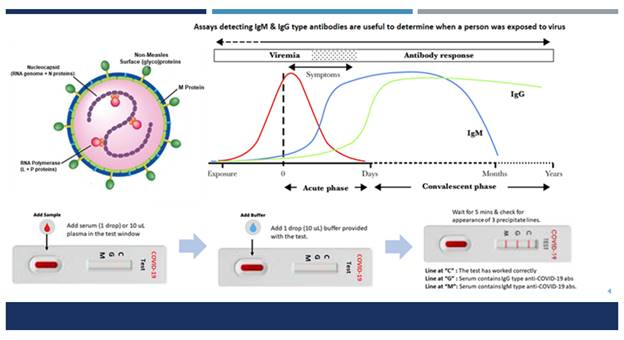 Assays detecting IgM & IgG type antibodies are useful to determine when a person was exposed to virus
Nucleocapsid
(RNA genome + N proteins)
Non-Measles
Surface (glyco)proteins)
M Protein
RNA Polymerase
(L + P proteins)
Viremia
Antibody response
Symptoms
IgG
IgM
Exposure
0
Days
Months
Years
Acute phase
Convalescent phase
Add Sample
Add serum (1 drop) or 10 uL
plasma in the test window
C
G
M
Test
COVID-19
Add Buffer
Add 1 drop (10 uL) buffer provided
with the test.
C
G
M
Test
COVID-19
Wait for 5 mins & check for
appearance of 3 precipitate lines.
M G C
TEST
COVID-19
Line at "C" : The test has worked correctly
Line at "G" : Serum contains IgG type anti-COVID-19 abs
Line at "M": Serum contains IgM type anti-COVID-19 abs.
4